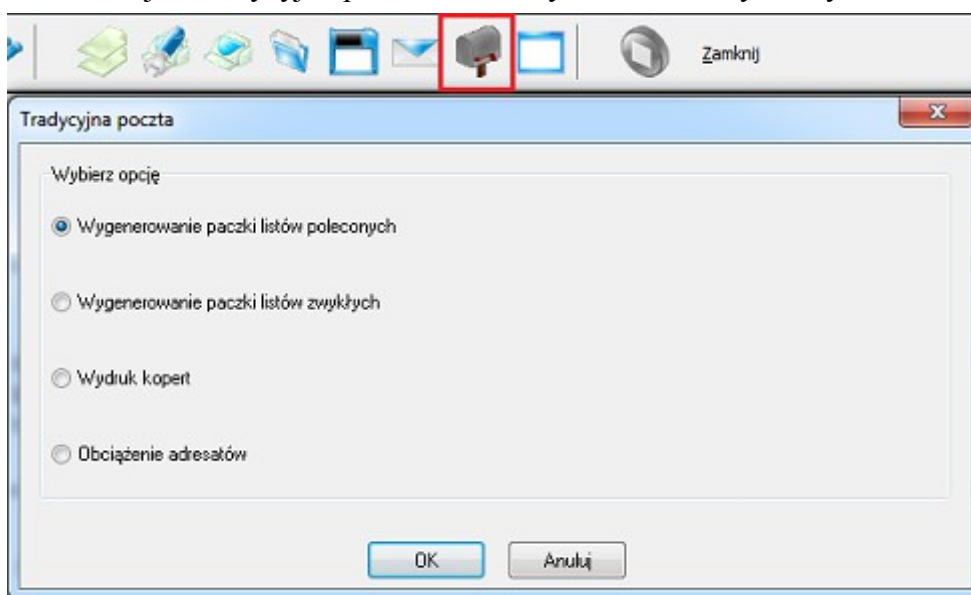 Zamknij
Tradycyjna poczta
Wybierz opcję
Wygenerowanie paczki listów poleconych
Wygenerowanie paczki listów zwykłych
Wydruk kopert
Obciążenie adresatów
OK Anuluj